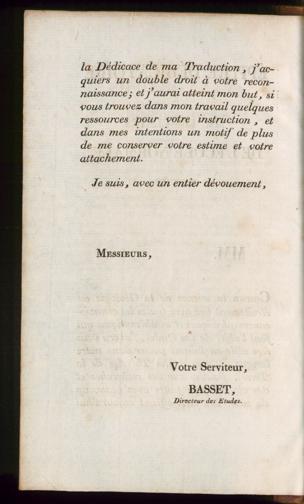 la Dédicace de ma Traduction, j'ac-
quiers un double droit à votre recon-
naissance ; et j'aurai atteint mon but, si
vous trouvez dans mon travail quelques
ressources pour votre instruction, et
dans mes intentions un motif de plus
de me conserver votre estime et votre
attachement.
Je suis, avec un entier dévouement,
Messieurs,
Votre Serviteur,
BASSET,
Directeur des Etudes.